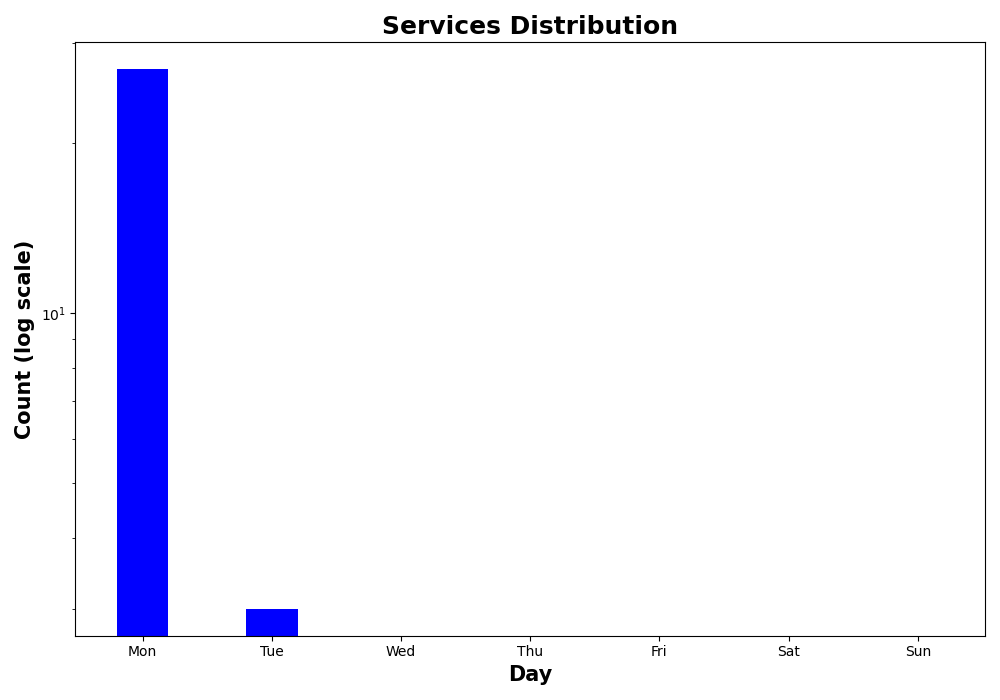 Services Distribution
Count (log scale)
10¹
Mon Tue Wed Thu Fri Sat Sun
Day